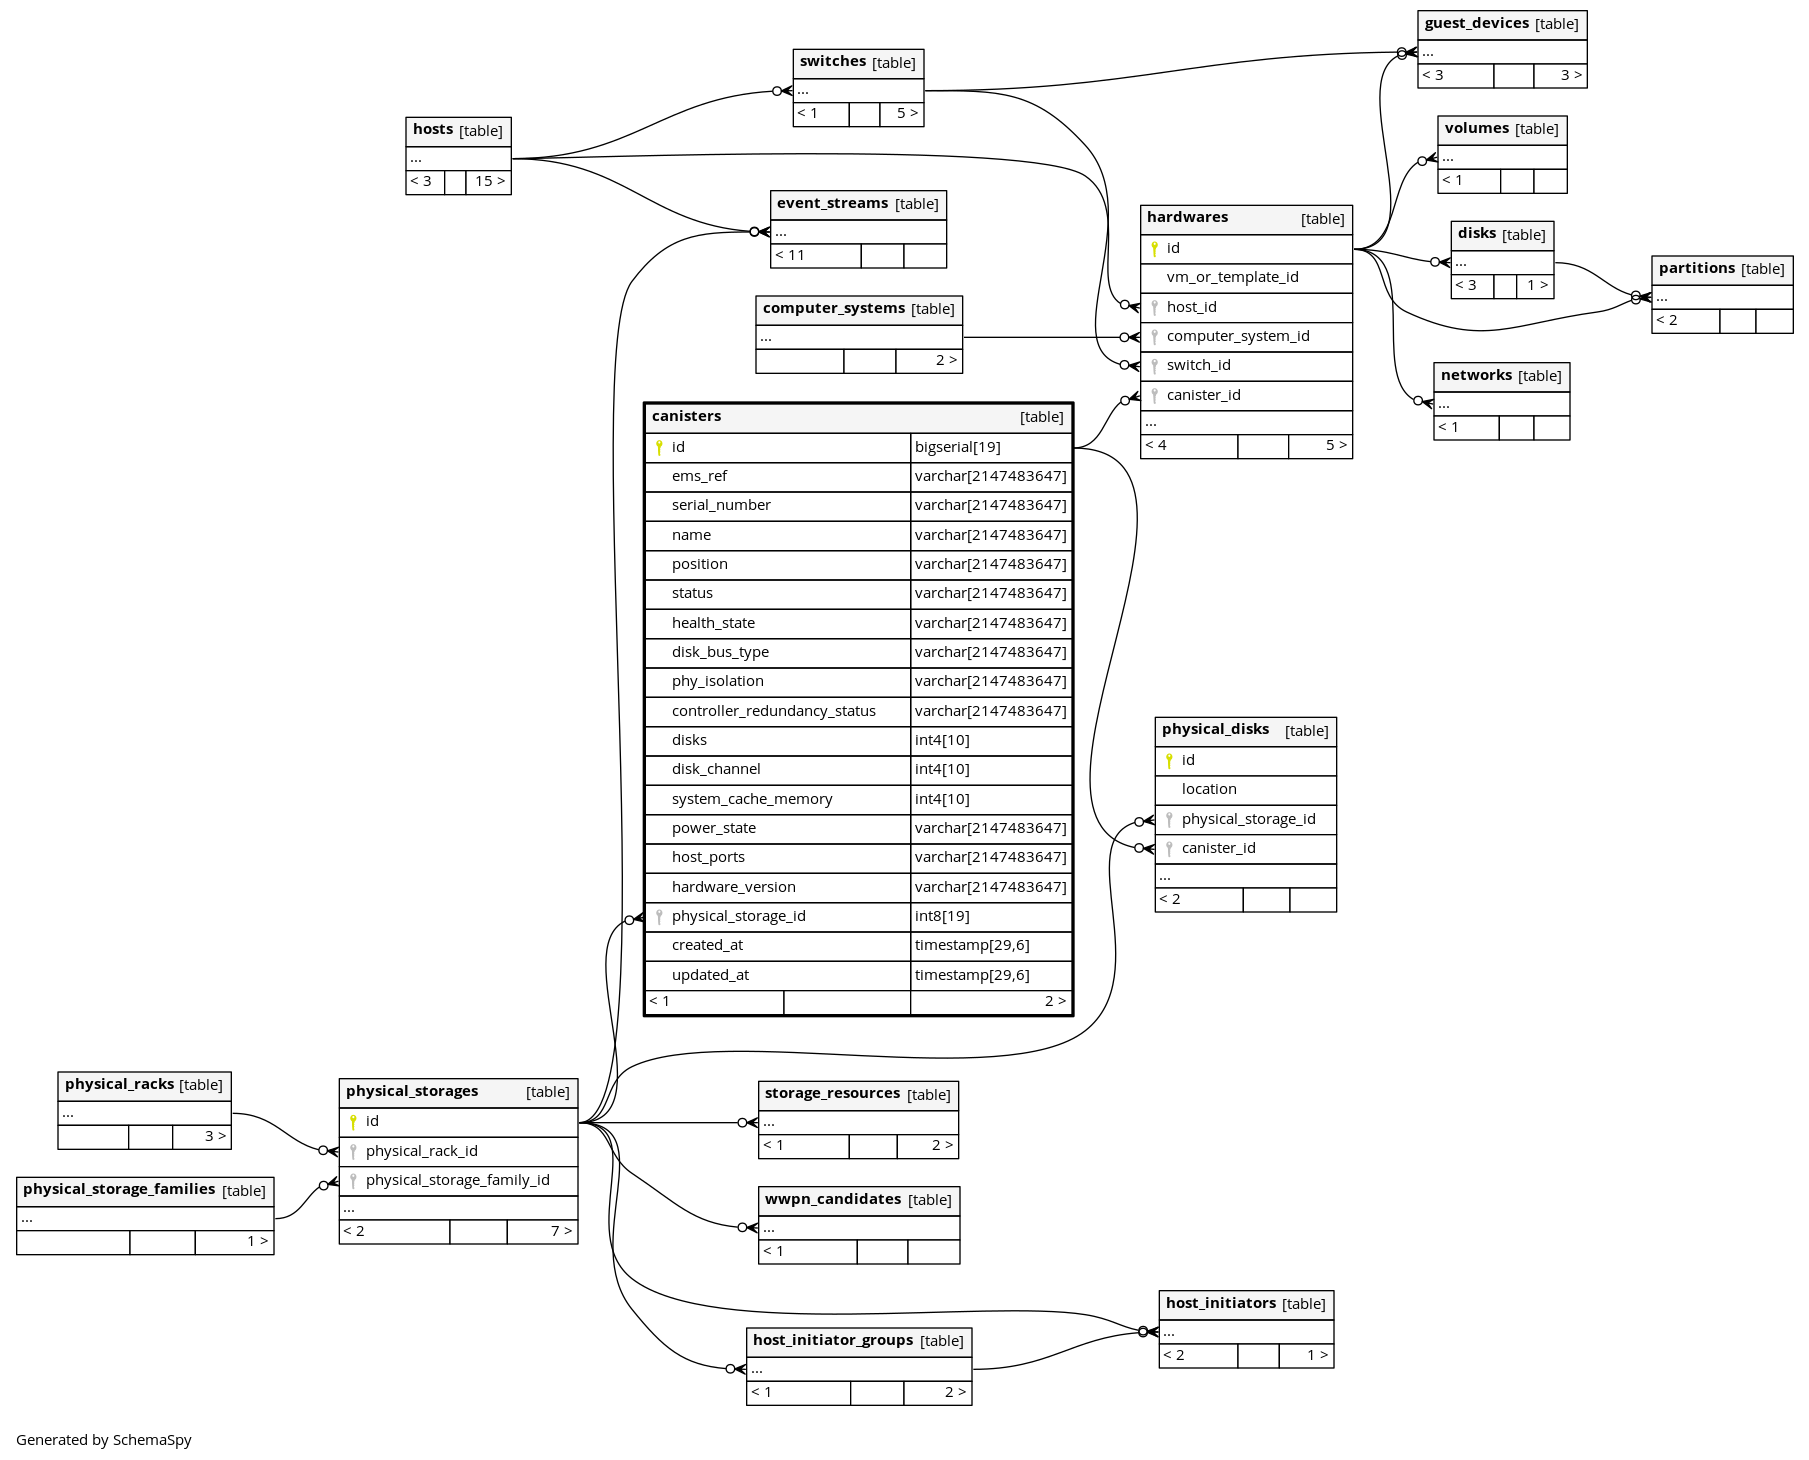 guest_devices [table]
...
< 3 3 >
switches [table]
...
< 1 5 >
hosts [table]
...
< 3 15 >
volumes [table]
...
< 1
event_streams [table]
...
< 11
hardwares [table]
id
vm_or_template_id
host_id
computer_system_id
switch_id
canister_id
...
< 4 5 >
disks [table]
...
< 3 1 >
partitions [table]
...
< 2
computer_systems [table]
...
2 >
networks [table]
...
< 1
canisters [table]
id bigserial[19]
ems_ref varchar[2147483647]
serial_number varchar[2147483647]
name varchar[2147483647]
position varchar[2147483647]
status varchar[2147483647]
health_state varchar[2147483647]
disk_bus_type varchar[2147483647]
phy_isolation varchar[2147483647]
controller_redundancy_status varchar[2147483647]
disks int4[10]
disk_channel int4[10]
system_cache_memory int4[10]
power_state varchar[2147483647]
host_ports varchar[2147483647]
hardware_version varchar[2147483647]
physical_storage_id int8[19]
created_at timestamp[29,6]
updated_at timestamp[29,6]
< 1 2 >
physical_disks [table]
id
location
physical_storage_id
canister_id
...
< 2
physical_racks [table]
...
3 >
physical_storages [table]
id
physical_rack_id
physical_storage_family_id
...
< 2 7 >
physical_storage_families [table]
...
1 >
storage_resources [table]
...
< 1 2 >
wwpn_candidates [table]
...
< 1
host_initiators [table]
...
< 2 1 >
host_initiator_groups [table]
...
< 1 2 >
Generated by SchemaSpy